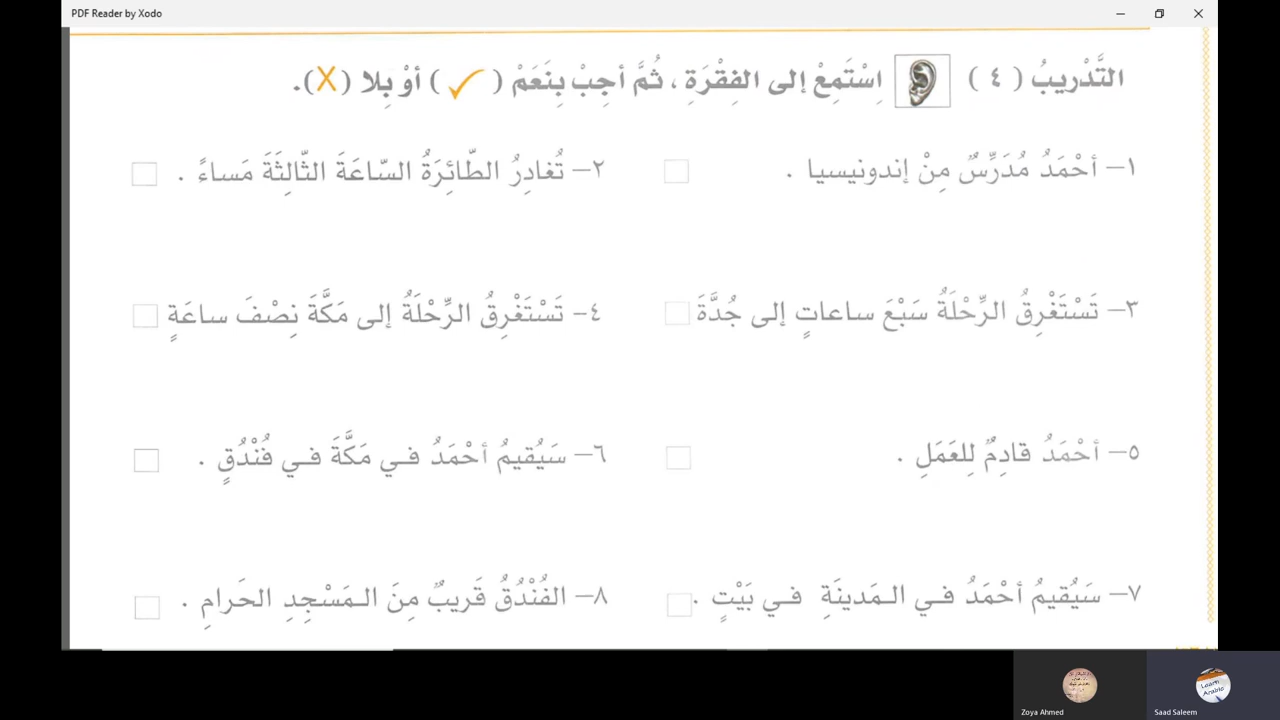 PDF Reader by Xodo
التَّدْرِيبُ ( ٤ ) اِسْتَمِعْ إلى الفِقْرَةِ ، ثُمَّ أجِبْ بِنَعَمْ ( ✓ ) أوْ بِلا ( X ).
١– أحْمَدُ مُدَرِّسٌ مِنْ إندونيسيا .
٢– تُغادِرُ الطّائِرَةُ السّاعَةَ الثّالِثَةَ مَساءً .
٣– تَسْتَغْرِقُ الرِّحْلَةُ سَبْعَ ساعاتٍ إلى جُدَّةَ
٤– تَسْتَغْرِقُ الرِّحْلَةُ إلى مَكَّةَ نِصْفَ ساعَةٍ
٥– أحْمَدُ قادِمٌ لِلعَمَلِ .
٦– سَيُقيمُ أحْمَدُ في مَكَّةَ في فُنْدُقٍ .
٧– سَيُقيمُ أحْمَدُ في المَدينَةِ في بَيْتٍ .
٨– الفُنْدُقُ قَريبٌ مِنَ المَسْجِدِ الحَرامِ .
Zoya Ahmed
Learn Arabic
Saad Saleem